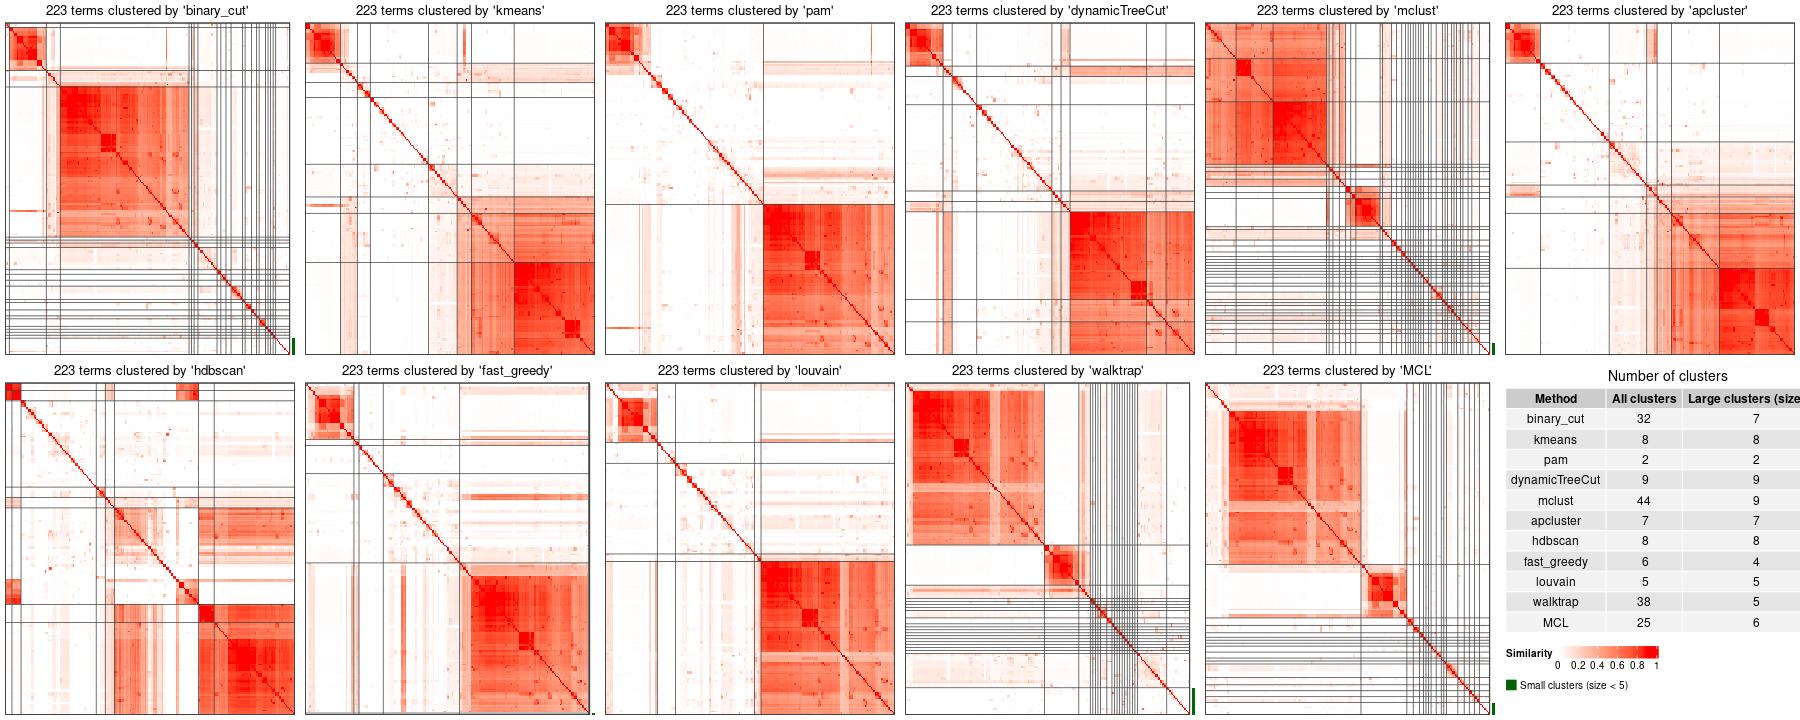 223 terms clustered by 'binary_cut'
223 terms clustered by 'kmeans'
223 terms clustered by 'pam'
223 terms clustered by 'dynamicTreeCut'
223 terms clustered by 'mclust'
223 terms clustered by 'apcluster'
223 terms clustered by 'hdbscan'
223 terms clustered by 'fast_greedy'
223 terms clustered by 'louvain'
223 terms clustered by 'walktrap'
223 terms clustered by 'MCL'
Number of clusters
Method All clusters Large clusters (size
binary_cut 32 7
kmeans 8 8
pam 2 2
dynamicTreeCut 9 9
mclust 44 9
apcluster 7 7
hdbscan 8 8
fast_greedy 6 4
louvain 5 5
walktrap 38 5
MCL 25 6
Similarity
0 0.2 0.4 0.6 0.8 1
Small clusters (size < 5)